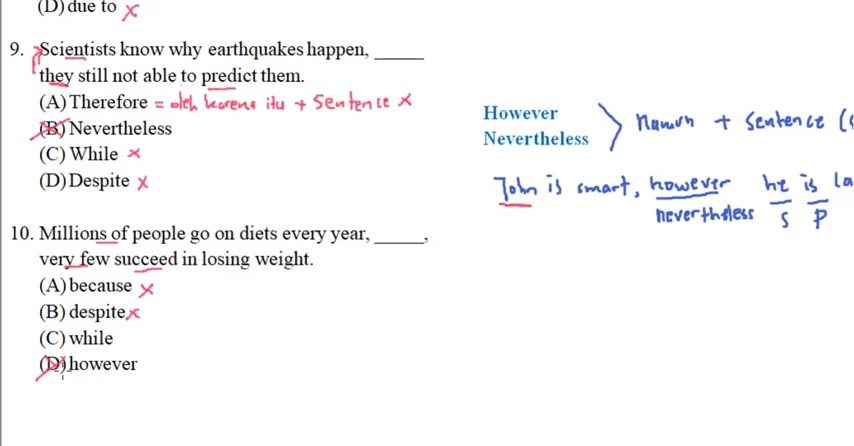 (D) due to ×
9. Scientists know why earthquakes happen, _____
they still not able to predict them.
(A) Therefore = oleh karena itu + sentence ×
(B) Nevertheless
(C) While ×
(D) Despite ×
However
Nevertheless
Namun + sentence (
John is smart, however he is la
nevertheless S P
10. Millions of people go on diets every year, _____,
very few succeed in losing weight.
(A) because ×
(B) despite ×
(C) while
(D) however